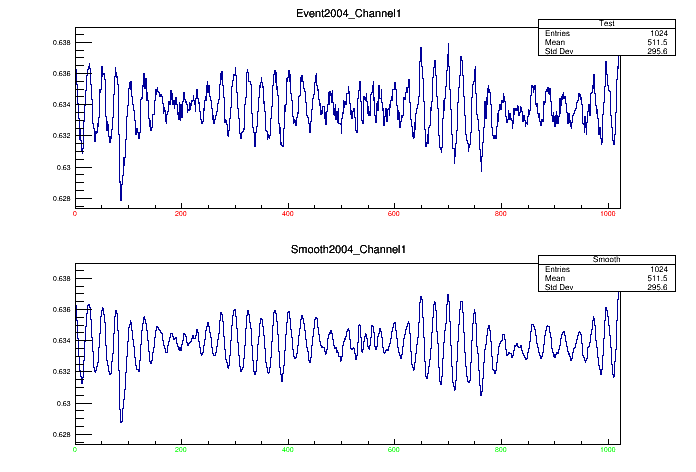 Event2004_Channel1
Test
Entries 1024
Mean 511.5
Std Dev 295.6
0.638
0.636
0.634
0.632
0.63
0.628
0 200 400 600 800 1000
Smooth2004_Channel1
Smooth
Entries 1024
Mean 511.5
Std Dev 295.6
0.638
0.636
0.634
0.632
0.63
0.628
0 200 400 600 800 1000